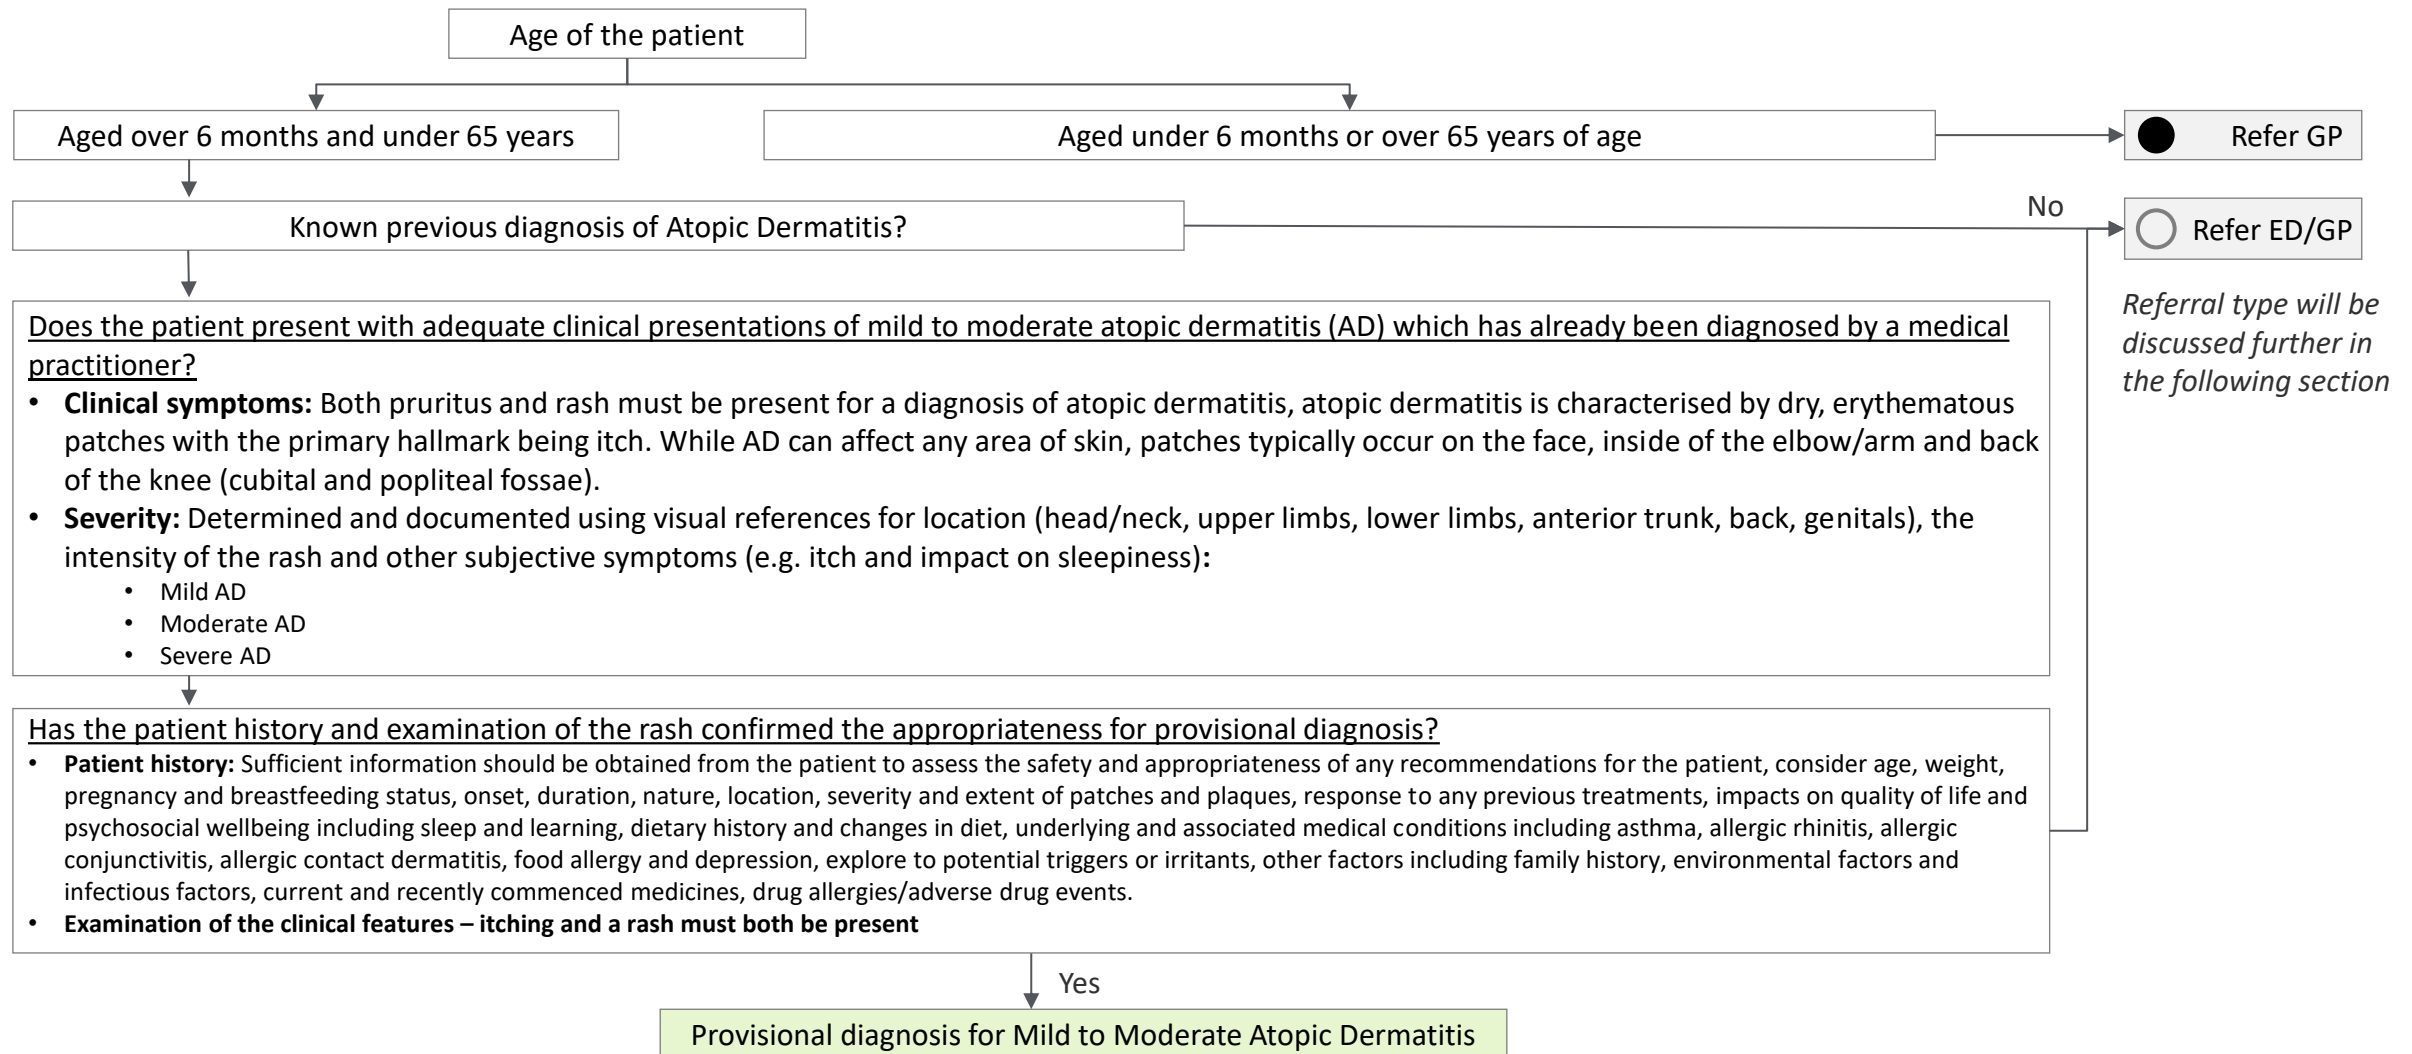 Age of the patient
Aged over 6 months and under 65 years
Aged under 6 months or over 65 years of age
Refer GP
Known previous diagnosis of Atopic Dermatitis?
No
Refer ED/GP
Referral type will be
discussed further in
the following section
Does the patient present with adequate clinical presentations of mild to moderate atopic dermatitis (AD) which has already been diagnosed by a medical
practitioner?
• Clinical symptoms: Both pruritus and rash must be present for a diagnosis of atopic dermatitis, atopic dermatitis is characterised by dry, erythematous
patches with the primary hallmark being itch. While AD can affect any area of skin, patches typically occur on the face, inside of the elbow/arm and back
of the knee (cubital and popliteal fossae).
• Severity: Determined and documented using visual references for location (head/neck, upper limbs, lower limbs, anterior trunk, back, genitals), the
intensity of the rash and other subjective symptoms (e.g. itch and impact on sleepiness):
• Mild AD
• Moderate AD
• Severe AD
Has the patient history and examination of the rash confirmed the appropriateness for provisional diagnosis?
• Patient history: Sufficient information should be obtained from the patient to assess the safety and appropriateness of any recommendations for the patient, consider age, weight,
pregnancy and breastfeeding status, onset, duration, nature, location, severity and extent of patches and plaques, response to any previous treatments, impacts on quality of life and
psychosocial wellbeing including sleep and learning, dietary history and changes in diet, underlying and associated medical conditions including asthma, allergic rhinitis, allergic
conjunctivitis, allergic contact dermatitis, food allergy and depression, explore to potential triggers or irritants, other factors including family history, environmental factors and
infectious factors, current and recently commenced medicines, drug allergies/adverse drug events.
• Examination of the clinical features – itching and a rash must both be present
Yes
Provisional diagnosis for Mild to Moderate Atopic Dermatitis